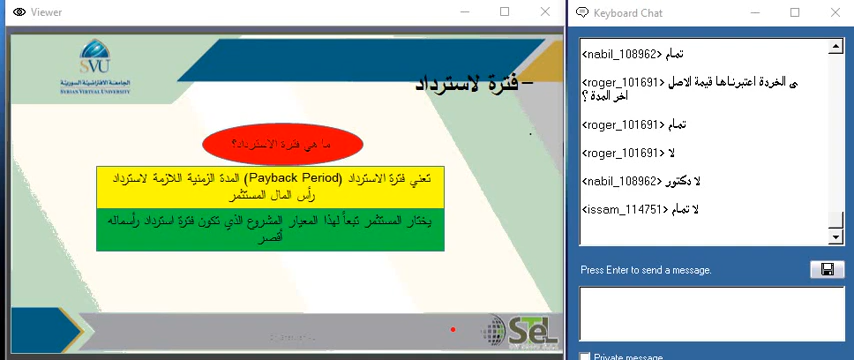 Viewer
SVU
الجامعة الافتراضية السورية
SYRIAN VIRTUAL UNIVERSITY
- فترة لاسترداد
ما هي فترة الاسترداد؟
تعني فترة الاسترداد (Payback Period) المدة الزمنية اللازمة لاسترداد
رأس المال المستثمر
يختار المستثمر تبعاً لهذا المعيار المشروع الذي تكون فترة استرداد رأسماله
أقصر
SeL
Keyboard Chat
<nabil_108962> تمام
<roger_101691> ى الخردة اعتبرناها قيمة الاصل
اخر المدة ؟
<roger_101691> تمام
<roger_101691> لا
<nabil_108962> لا دكتور
<issam_114751> لا تمام
Press Enter to send a message.
Private message